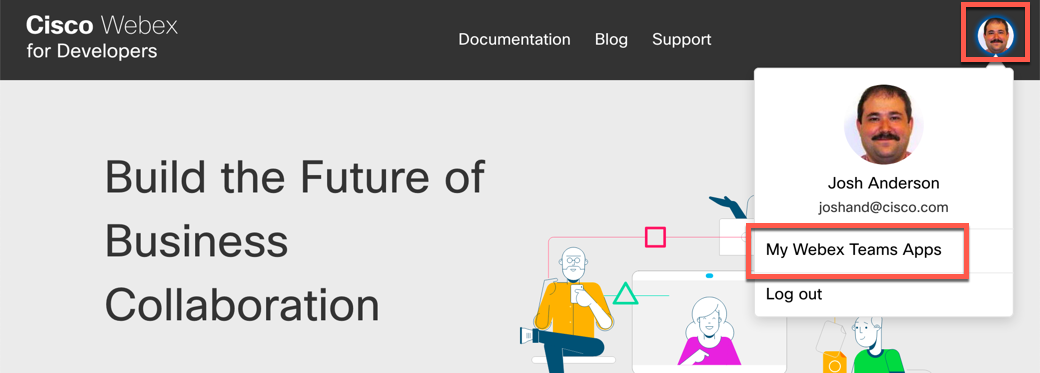 Cisco Webex
for Developers
Documentation Blog Support
Josh Anderson
joshand@cisco.com
My Webex Teams Apps
Log out
Build the Future of
Business
Collaboration